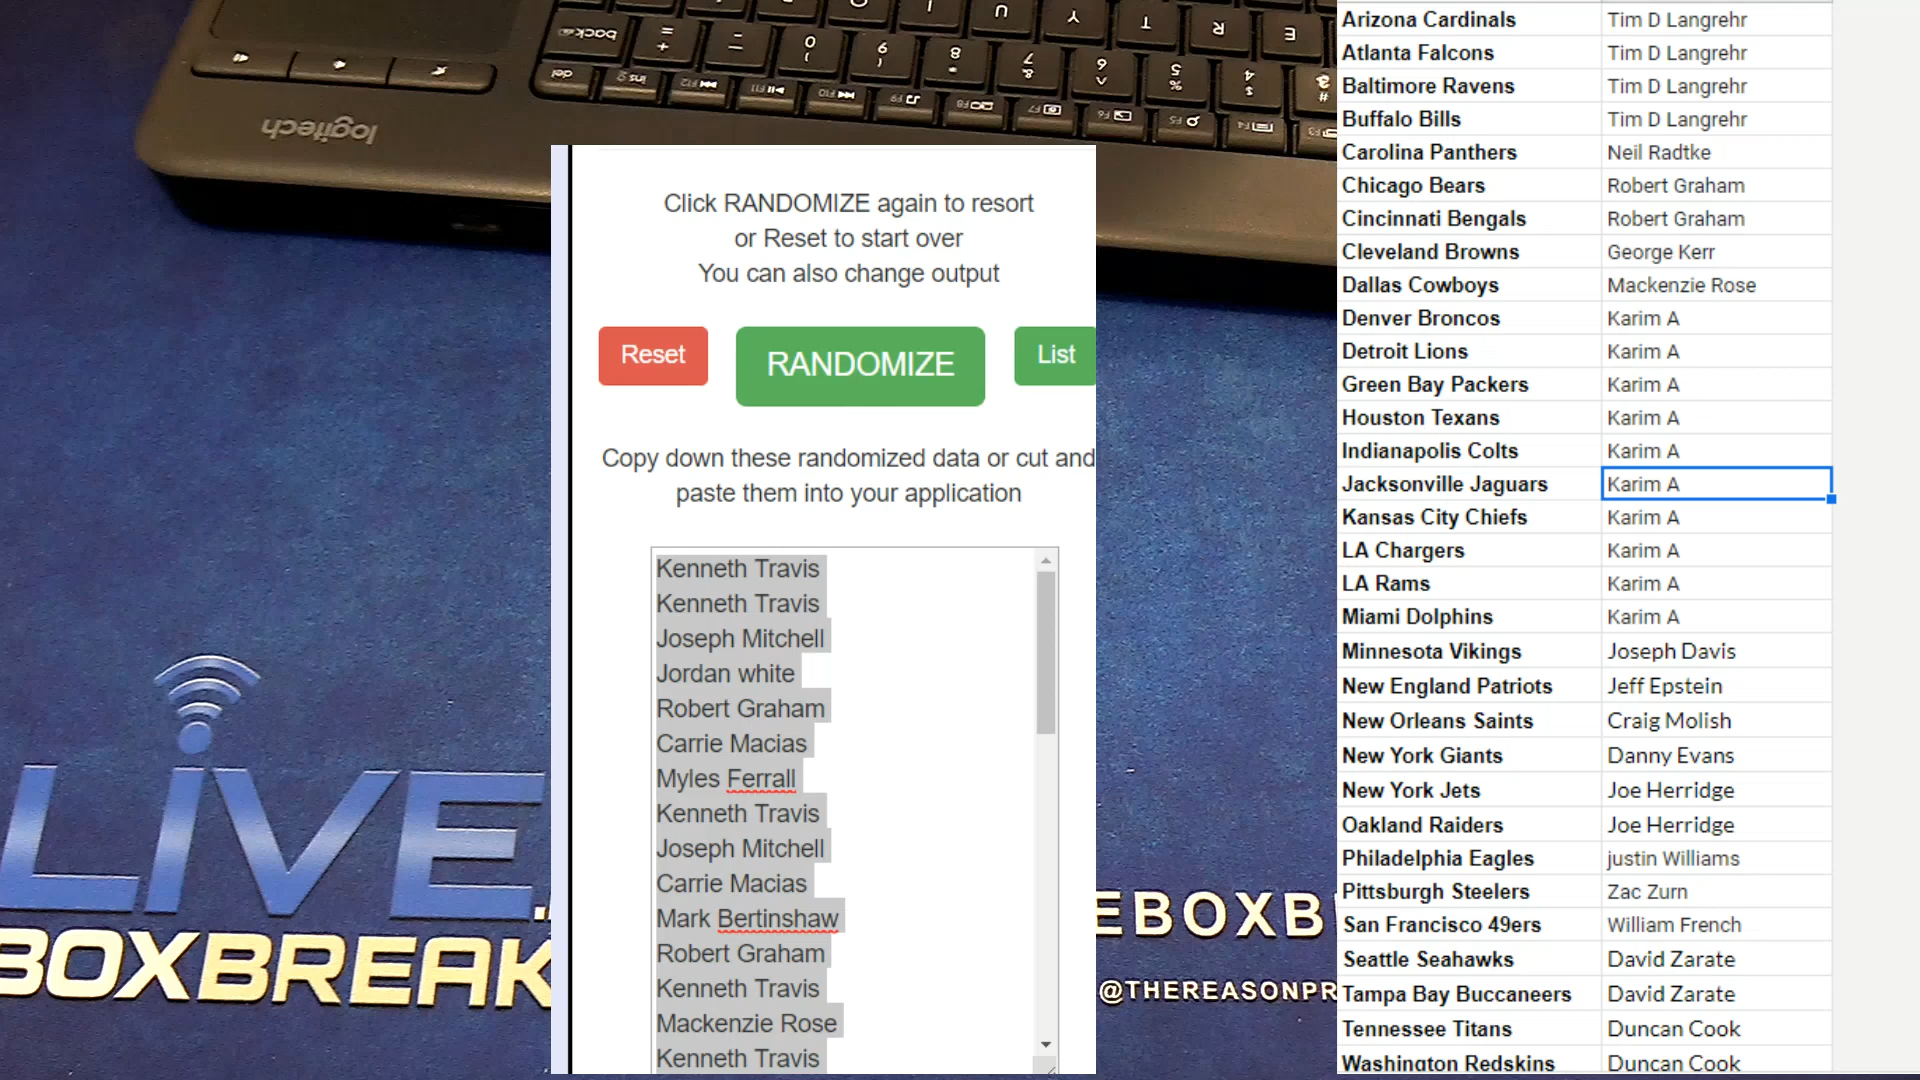 Click RANDOMIZE again to resort
or Reset to start over
You can also change output
Reset
RANDOMIZE
List
Copy down these randomized data or cut and
paste them into your application
Kenneth Travis
Kenneth Travis
Joseph Mitchell
Jordan white
Robert Graham
Carrie Macias
Myles Ferrall
Kenneth Travis
Joseph Mitchell
Carrie Macias
Mark Bertinshaw
Robert Graham
Kenneth Travis
Mackenzie Rose
Kenneth Travis
Arizona Cardinals Tim D Langrehr
Atlanta Falcons Tim D Langrehr
Baltimore Ravens Tim D Langrehr
Buffalo Bills Tim D Langrehr
Carolina Panthers Neil Radtke
Chicago Bears Robert Graham
Cincinnati Bengals Robert Graham
Cleveland Browns George Kerr
Dallas Cowboys Mackenzie Rose
Denver Broncos Karim A
Detroit Lions Karim A
Green Bay Packers Karim A
Houston Texans Karim A
Indianapolis Colts Karim A
Jacksonville Jaguars Karim A
Kansas City Chiefs Karim A
LA Chargers Karim A
LA Rams Karim A
Miami Dolphins Karim A
Minnesota Vikings Joseph Davis
New England Patriots Jeff Epstein
New Orleans Saints Craig Molish
New York Giants Danny Evans
New York Jets Joe Herridge
Oakland Raiders Joe Herridge
Philadelphia Eagles justin Williams
Pittsburgh Steelers Zac Zurn
San Francisco 49ers William French
Seattle Seahawks David Zarate
Tampa Bay Buccaneers David Zarate
Tennessee Titans Duncan Cook
Washington Redskins Duncan Cook
logitech
back
del
ins
LIVE
BOXBREAK
EBOXB
@THEREASONPR